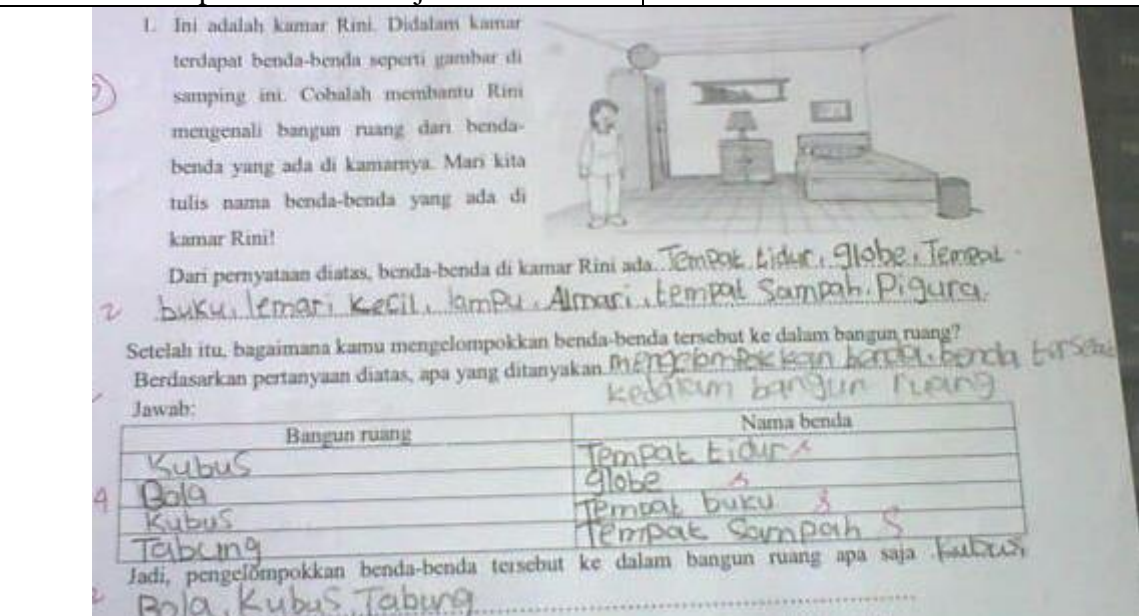 1. Ini adalah kamar Rini. Didalam kamar
terdapat benda-benda seperti gambar di
samping ini. Cobalah membantu Rini
mengenali bangun ruang dari benda-
benda yang ada di kamarnya. Mari kita
tulis nama benda-benda yang ada di
kamar Rini!
Dari pernyataan diatas, benda-benda di kamar Rini ada Tempat tidur, globe, Tempat
2 buku, lemari kecil, lampu, Almari, tempat Sampah, Pigura
Setelah itu, bagaimana kamu mengelompokkan benda-benda tersebut ke dalam bangun ruang?
Berdasarkan pertanyaan diatas, apa yang ditanyakan mengelompokkan benda-benda
kedalam bangun ruang
Jawab:
Bangun ruang Nama benda
Kubus Tempat tidur
4 Bola globe
Kubus Tempat buku
Tabung Tempat Sampah
Jadi, pengelompokkan benda-benda tersebut ke dalam bangun ruang apa saja kubus,
Bola, Kubus, Tabung